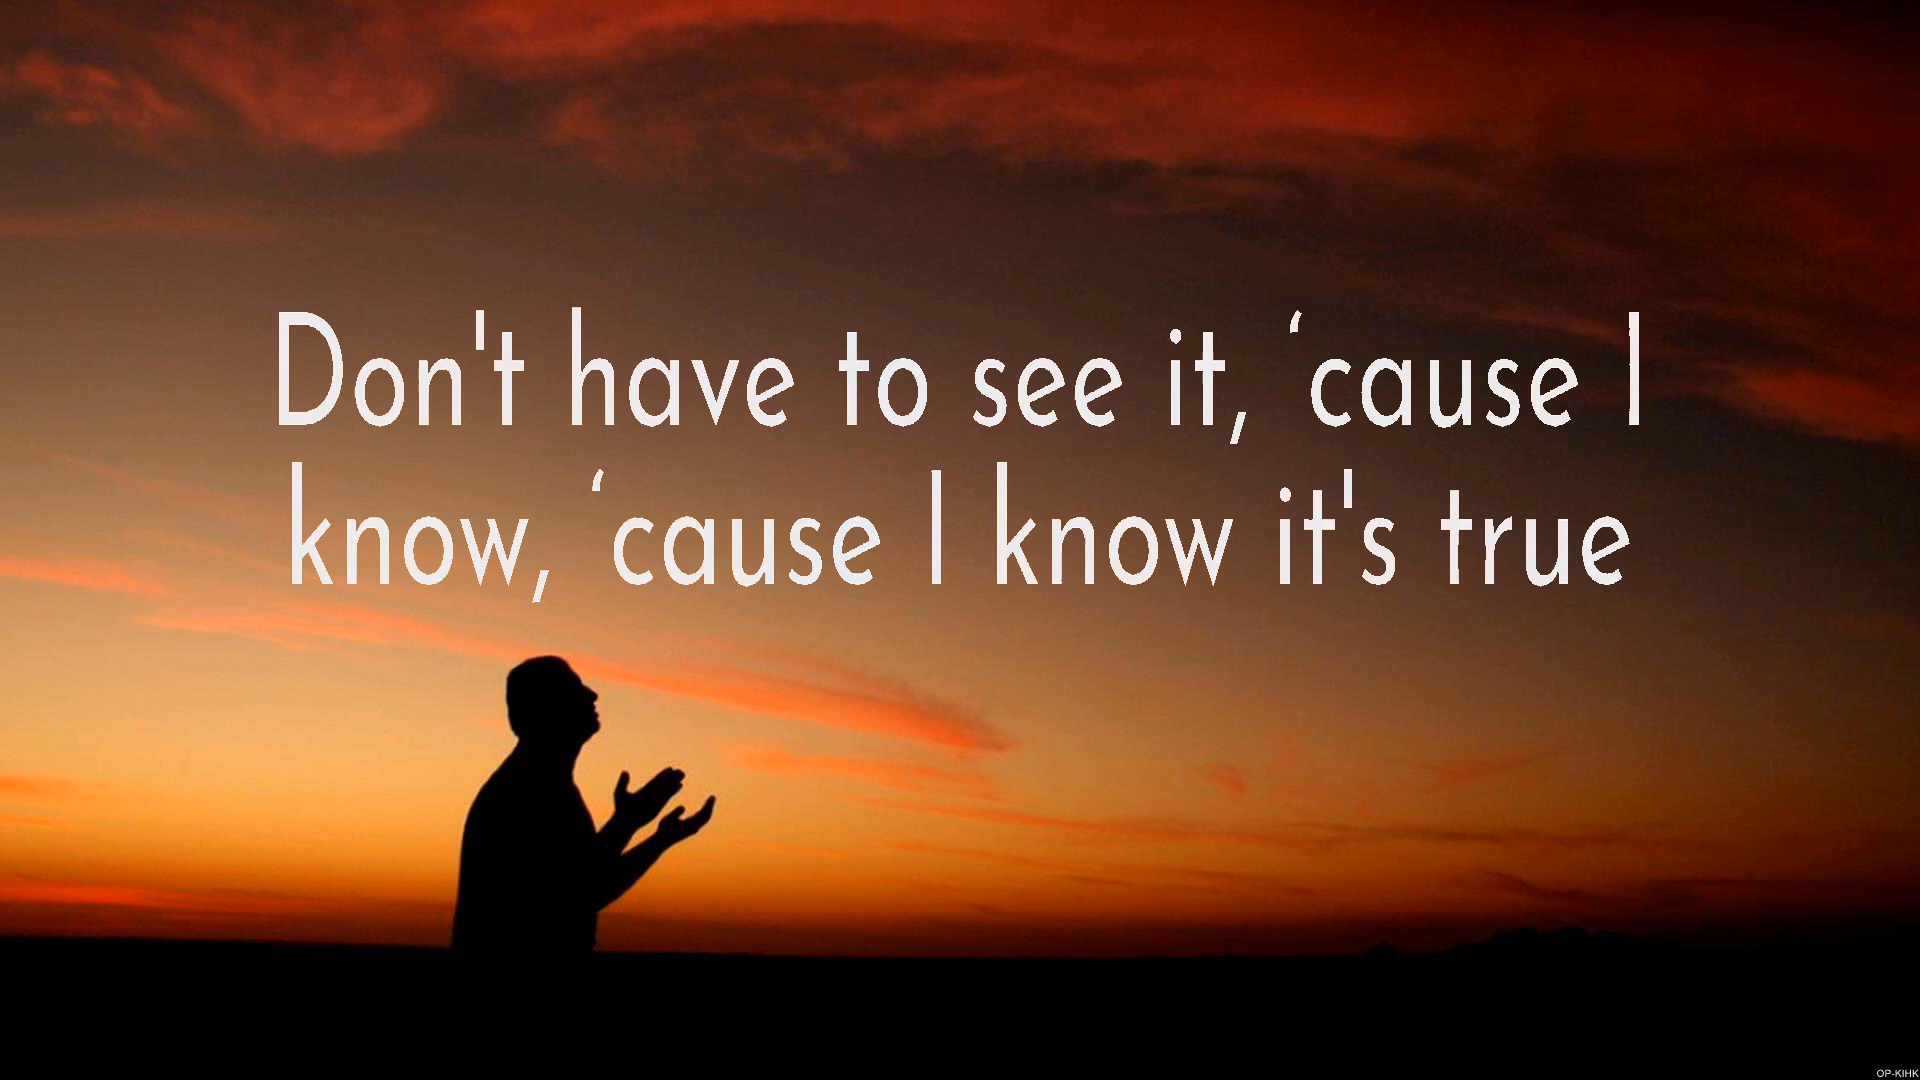 Don't have to see it, ‘cause I
know, ‘cause I know it's true
OP-KIHK